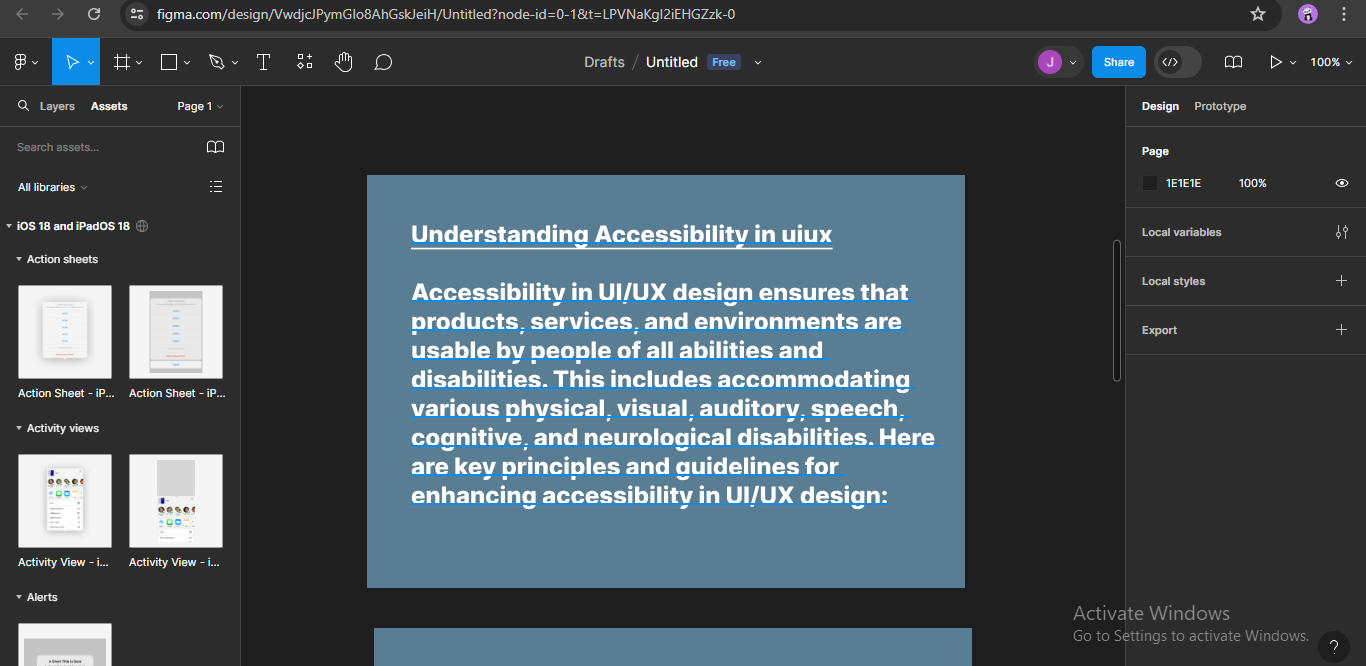 figma.com/design/VwdjcJPymGlo8AhGskJeiH/Untitled?node-id=0-1&t=LPVNaKgl2iEHGZzk-0
Drafts / Untitled Free
J
Share
100%
Layers Assets Page 1
Search assets...
All libraries
iOS 18 and iPadOS 18
Action sheets
Action Sheet - iP... Action Sheet - iP...
Activity views
Activity View - i... Activity View - i...
Alerts
A Short Title Is Best
Understanding Accessibility in uiux
Accessibility in UI/UX design ensures that
products, services, and environments are
usable by people of all abilities and
disabilities. This includes accommodating
various physical, visual, auditory, speech,
cognitive, and neurological disabilities. Here
are key principles and guidelines for
enhancing accessibility in UI/UX design:
Design Prototype
Page
1E1E1E 100%
Local variables
Local styles
Export
Activate Windows
Go to Settings to activate Windows.
?